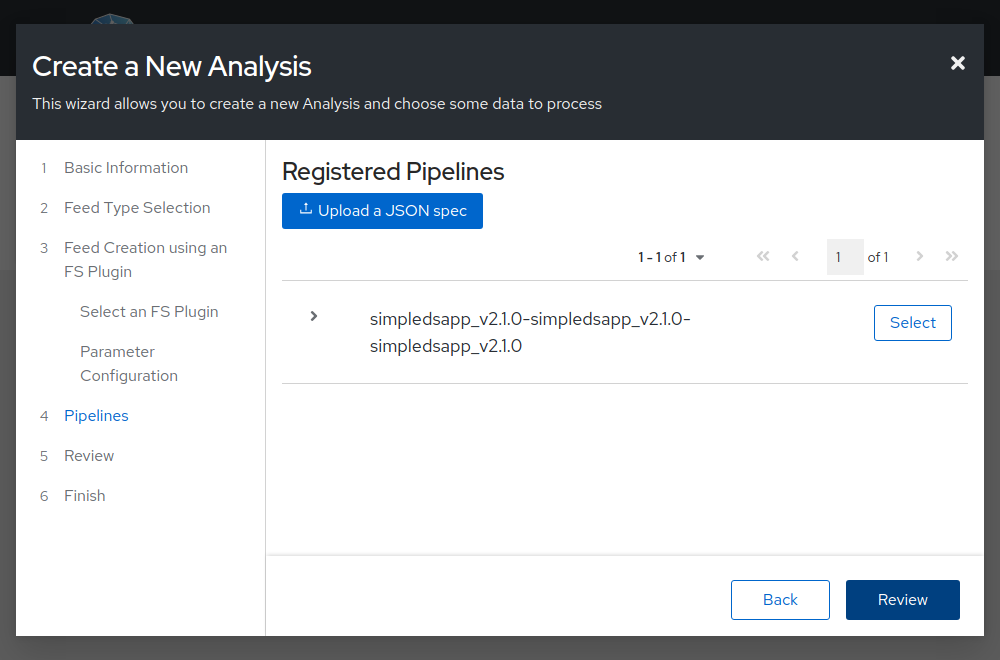 Create a New Analysis
This wizard allows you to create a new Analysis and choose some data to process
1 Basic Information
2 Feed Type Selection
3 Feed Creation using an
FS Plugin
Select an FS Plugin
Parameter
Configuration
4 Pipelines
5 Review
6 Finish
Registered Pipelines
Upload a JSON spec
1 - 1 of 1
1 of 1
simpledsapp_v2.1.0-simpledsapp_v2.1.0-
simpledsapp_v2.1.0
Select
Back
Review